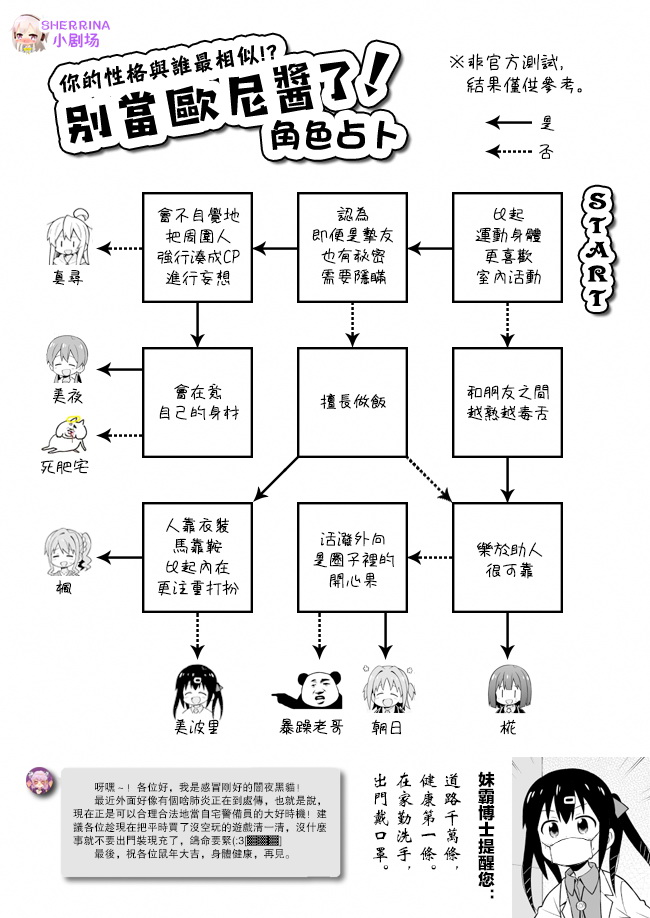 SHERRINA
小剧场
你的性格與誰最相似!?
別當歐尼醬了!
角色占卜
※非官方測試,
結果僅供參考。
是
否
START
會不自覺地
把周圍人
強行湊成CP
進行妄想
認為
即便是摯友
也有祕密
需要隱瞞
比起
運動身體
更喜歡
室內活動
真尋
會在意
自己的身材
擅長做飯
和朋友之間
越熟越毒舌
美夜
死肥宅
人靠衣裝
馬靠鞍
比起內在
更注重打扮
活潑外向
是圈子裡的
開心果
樂於助人
很可靠
楓
美波里
暴躁老哥
朝日
椛
呀嘿~!各位好,我是感冒剛好的闇夜黑貓!
最近外面好像有個啥肺炎正在到處傳,也就是說,
現在正是可以合理合法地當自宅警備員的大好時機!建
議各位趁現在把平時買了沒空玩的遊戲清一清,沒什麼
事就不要出門裝現充了,鴿命要緊(:3[▓▓▓]
最後,祝各位鼠年大吉,身體健康,再見。
妹霸博士提醒您:
道路千萬條,
健康第一條。
在家勤洗手,
出門戴口罩。